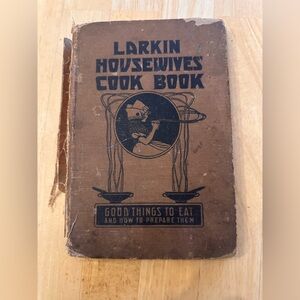 LARKIN
HOUSEWIVES
COOK BOOK
GOOD THINGS TO EAT
AND HOW TO PREPARE THEM